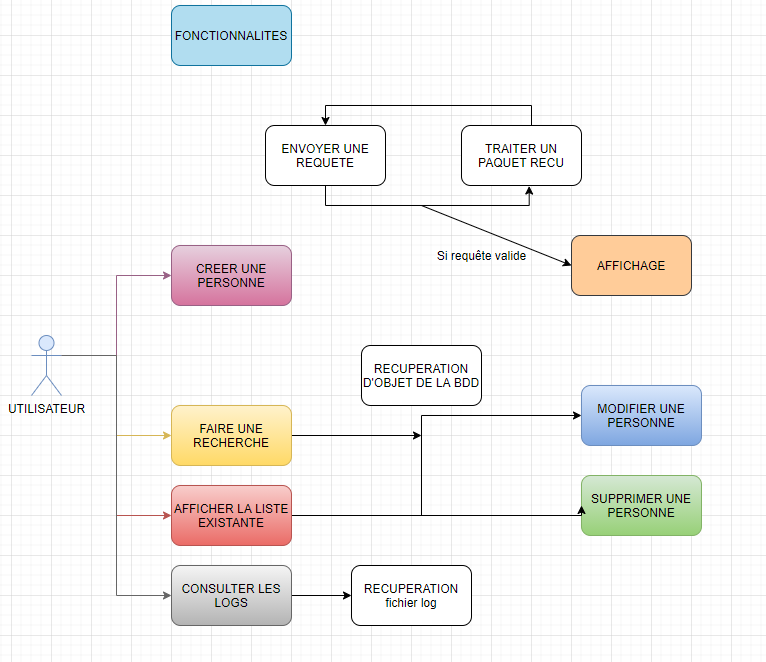 FONCTIONNALITES
ENVOYER UNE
REQUETE
TRAITER UN
PAQUET RECU
Si requête valide
AFFICHAGE
CREER UNE
PERSONNE
UTILISATEUR
RECUPERATION
D'OBJET DE LA BDD
FAIRE UNE
RECHERCHE
MODIFIER UNE
PERSONNE
AFFICHER LA LISTE
EXISTANTE
SUPPRIMER UNE
PERSONNE
CONSULTER LES
LOGS
RECUPERATION
fichier log